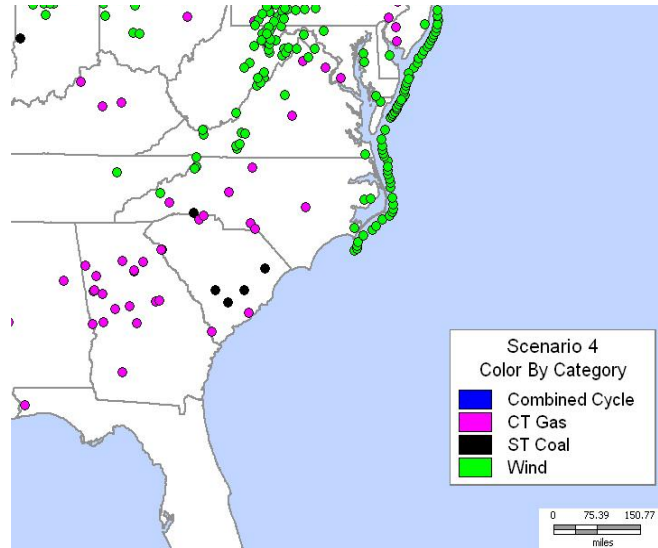 Scenario 4
Color By Category
Combined Cycle
CT Gas
ST Coal
Wind
0 75.39 150.77
miles